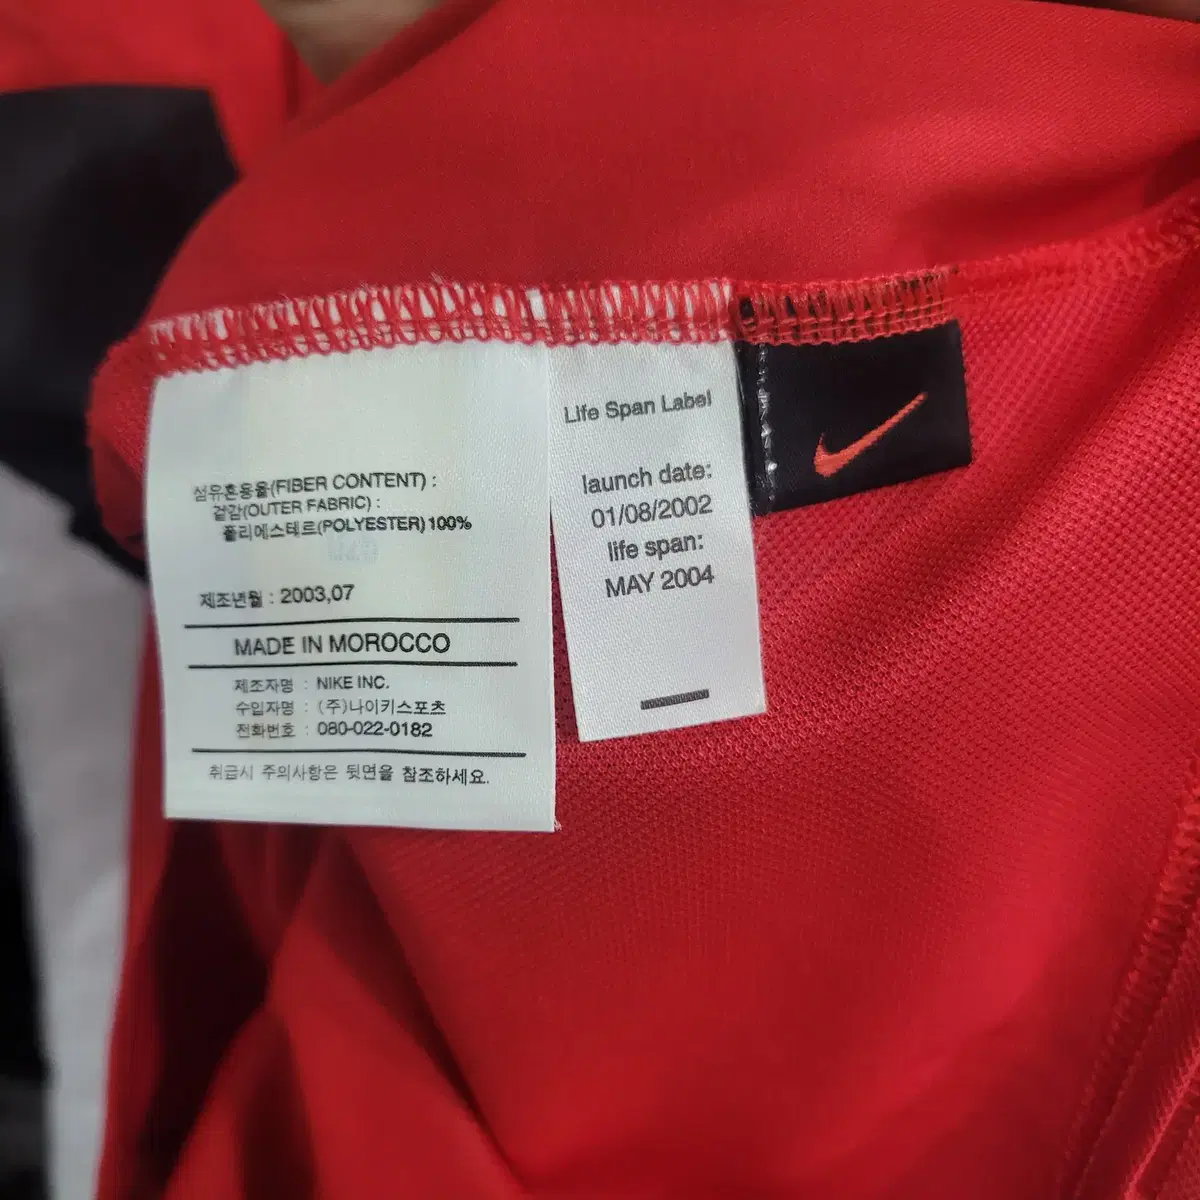 섬유혼용율(FIBER CONTENT) :
겉감(OUTER FABRIC) :
폴리에스테르(POLYESTER)100%
제조년월 : 2003,07
MADE IN MOROCCO
제조자명 : NIKE INC.
수입자명 : (주)나이키스포츠
전화번호 : 080-022-0182
취급시 주의사항은 뒷면을 참조하세요.
Life Span Label
launch date:
01/08/2002
life span:
MAY 2004